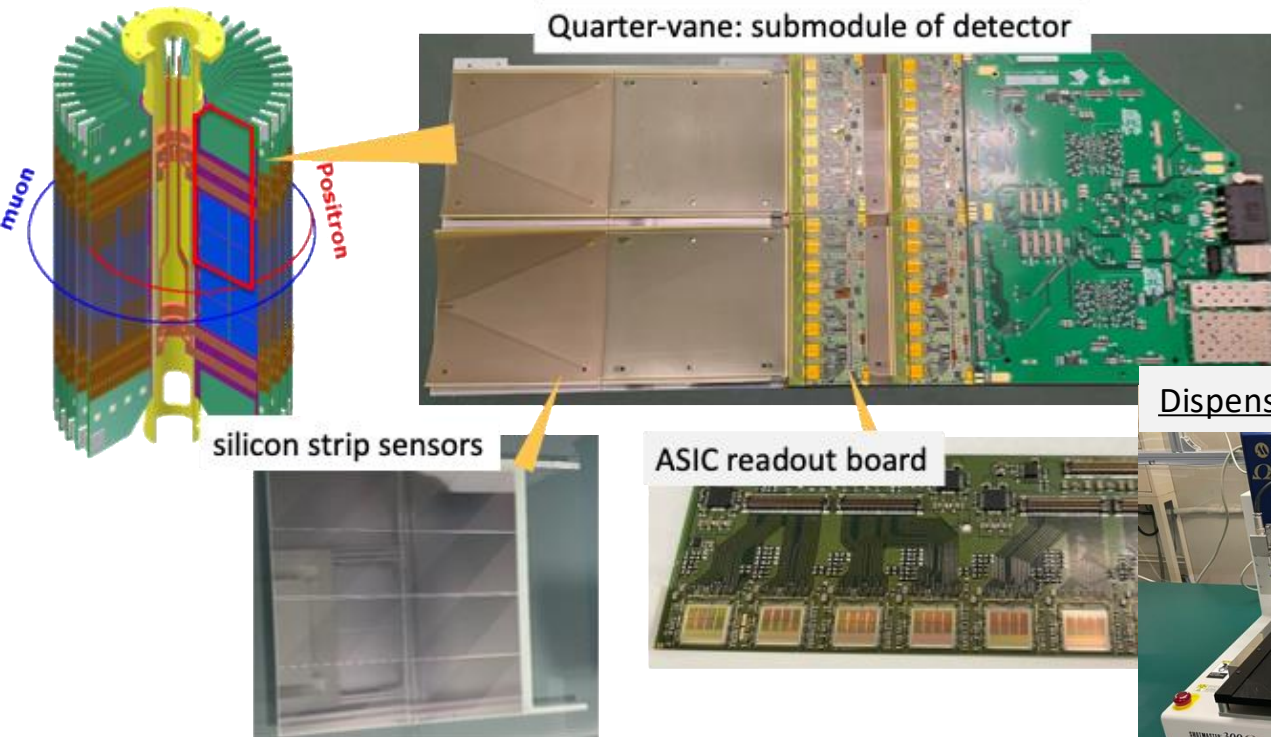 Quarter-vane: submodule of detector
muon
Positron
silicon strip sensors
ASIC readout board
Dispens